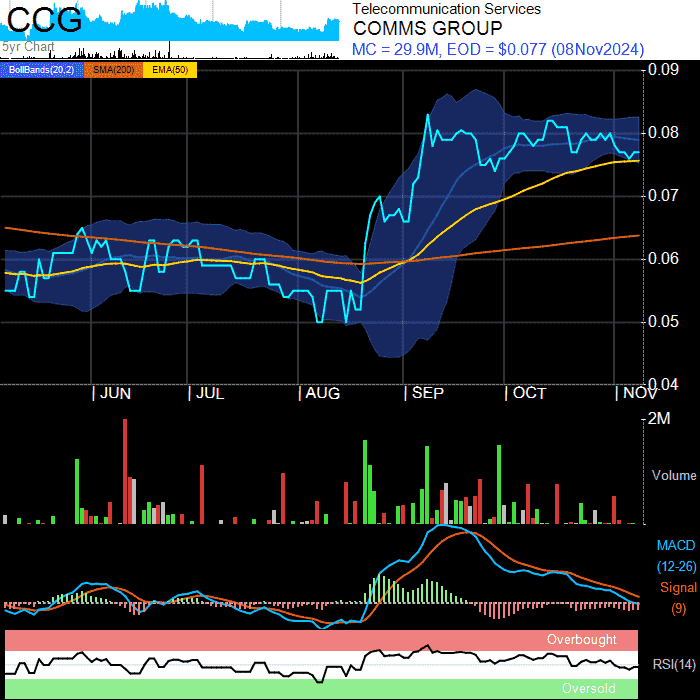 CCG
5yr Chart
Telecommunication Services
COMMS GROUP
MC = 29.9M, EOD = $0.077 (08Nov2024)
BollBands(20,2) SMA(200) EMA(50)
0.09
0.08
0.07
0.06
0.05
0.04
| JUN | JUL | AUG | SEP | OCT | NOV
2M
Volume
MACD
(12-26)
Signal
(9)
Overbought
RSI(14)
Oversold